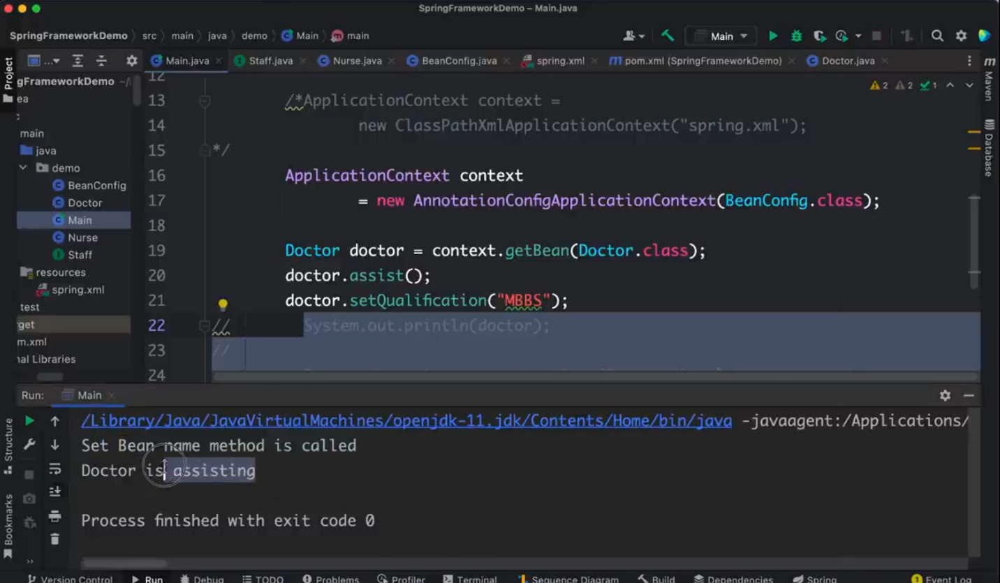 SpringFrameworkDemo – Main.java
SpringFrameworkDemo src main java demo Main main
Main
Project
Main.java Staff.java Nurse.java BeanConfig.java spring.xml pom.xml (SpringFrameworkDemo) Doctor.java
Maven
Database
gFrameworkDemo ~/
ea
main
java
demo
BeanConfig
Doctor
Main
Nurse
Staff
resources
spring.xml
test
rget
m.xml
nal Libraries
2 2 1
12
13 /*ApplicationContext context =
14 new ClassPathXmlApplicationContext("spring.xml");
15 */
16 ApplicationContext context
17 = new AnnotationConfigApplicationContext(BeanConfig.class);
18
19 Doctor doctor = context.getBean(Doctor.class);
20 doctor.assist();
21 doctor.setQualification("MBBS");
22 // System.out.println(doctor);
23 //
24
Run: Main
Structure
Bookmarks
/Library/Java/JavaVirtualMachines/openjdk-11.jdk/Contents/Home/bin/java -javaagent:/Applications/
Set Bean name method is called
Doctor is assisting
Process finished with exit code 0
Version Control Run Debug TODO Problems Profiler Terminal Sequence Diagram Build Dependencies Spring 1 Event Log